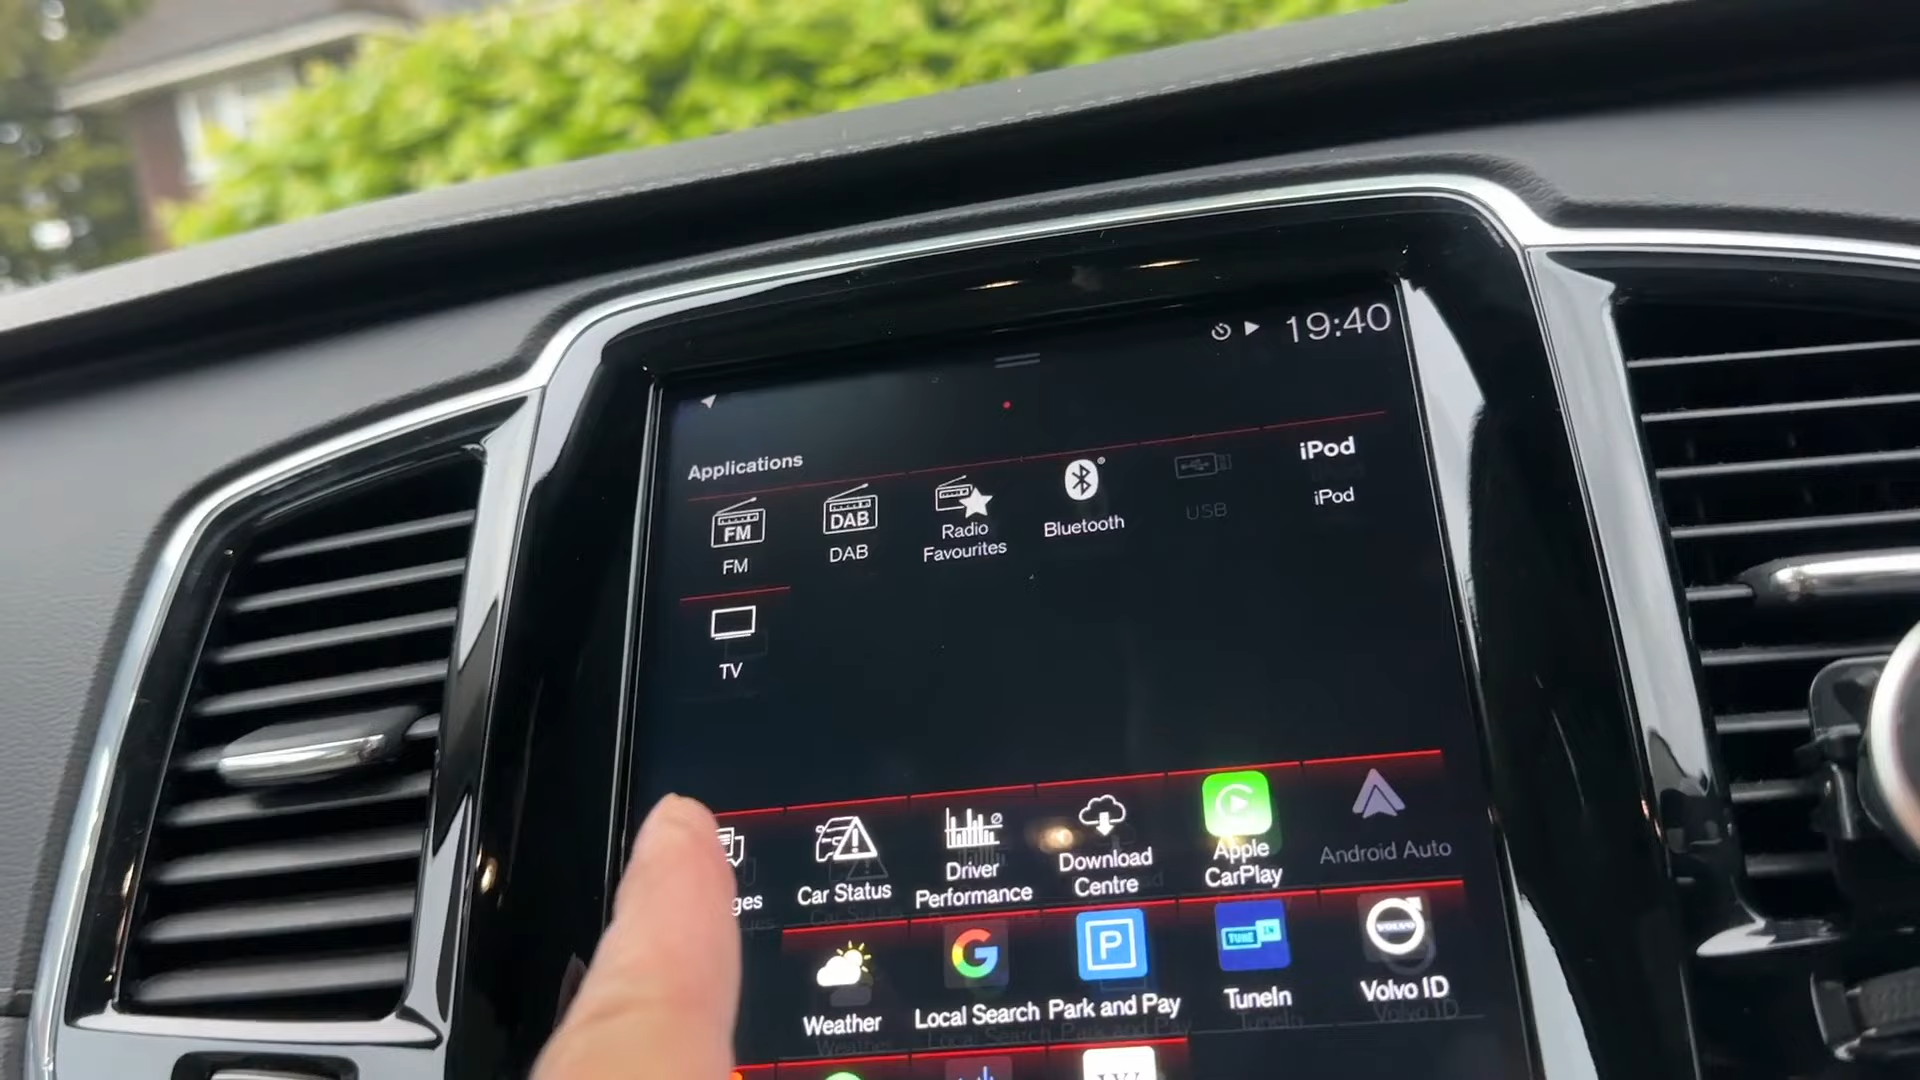 19:40
Applications
iPod
FM
DAB
FM
DAB
Radio
Favourites
Bluetooth
USB
iPod
TV
ges
Car Status
Driver
Performance
Download
Centre
Apple
CarPlay
Android Auto
G
P
TUNE IN
VOLVO
Weather
Local Search
Park and Pay
TuneIn
Volvo ID
W